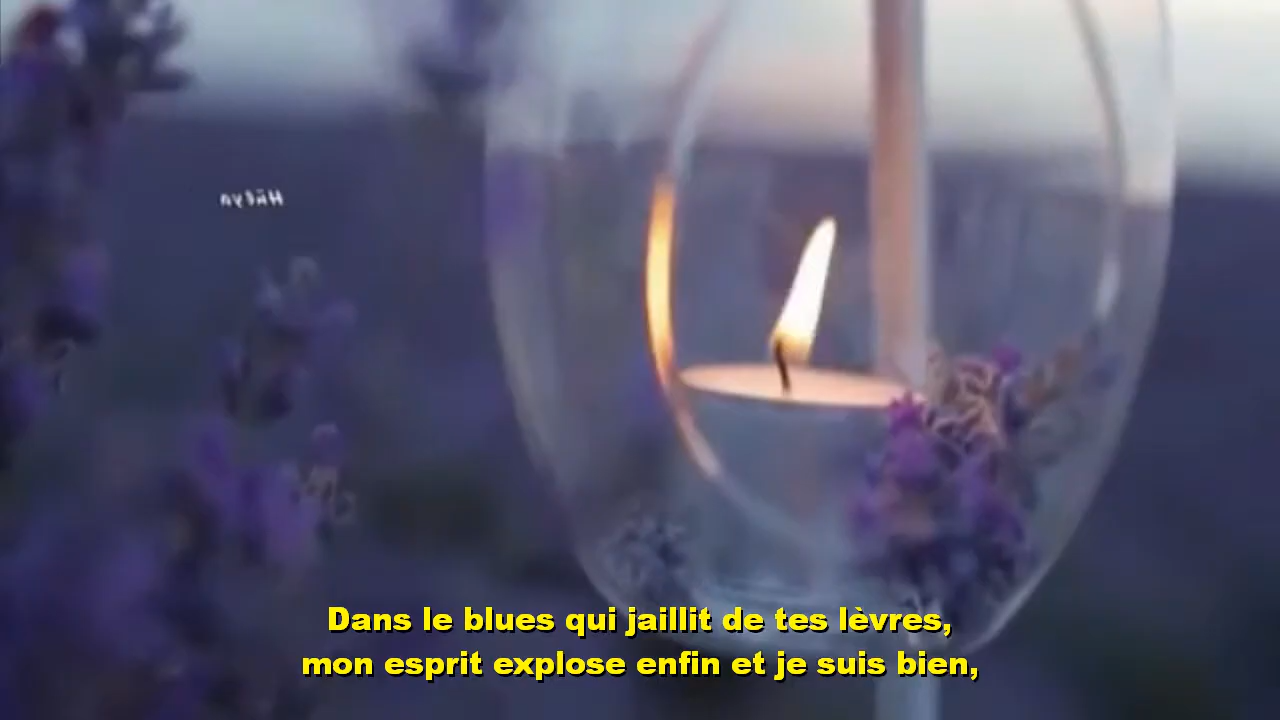 Dans le blues qui jaillit de tes lèvres,
mon esprit explose enfin et je suis bien,